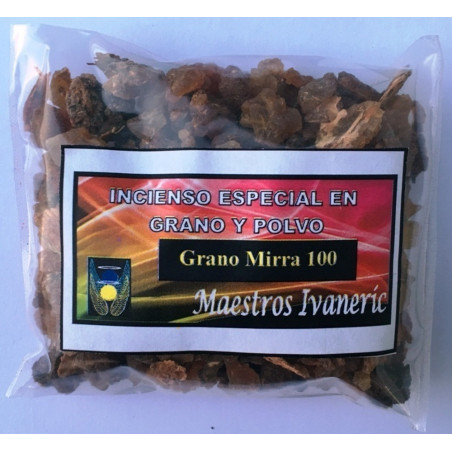 INCIENSO ESPECIAL EN
GRANO Y POLVO
Grano Mirra 100
Maestros Ivaneric